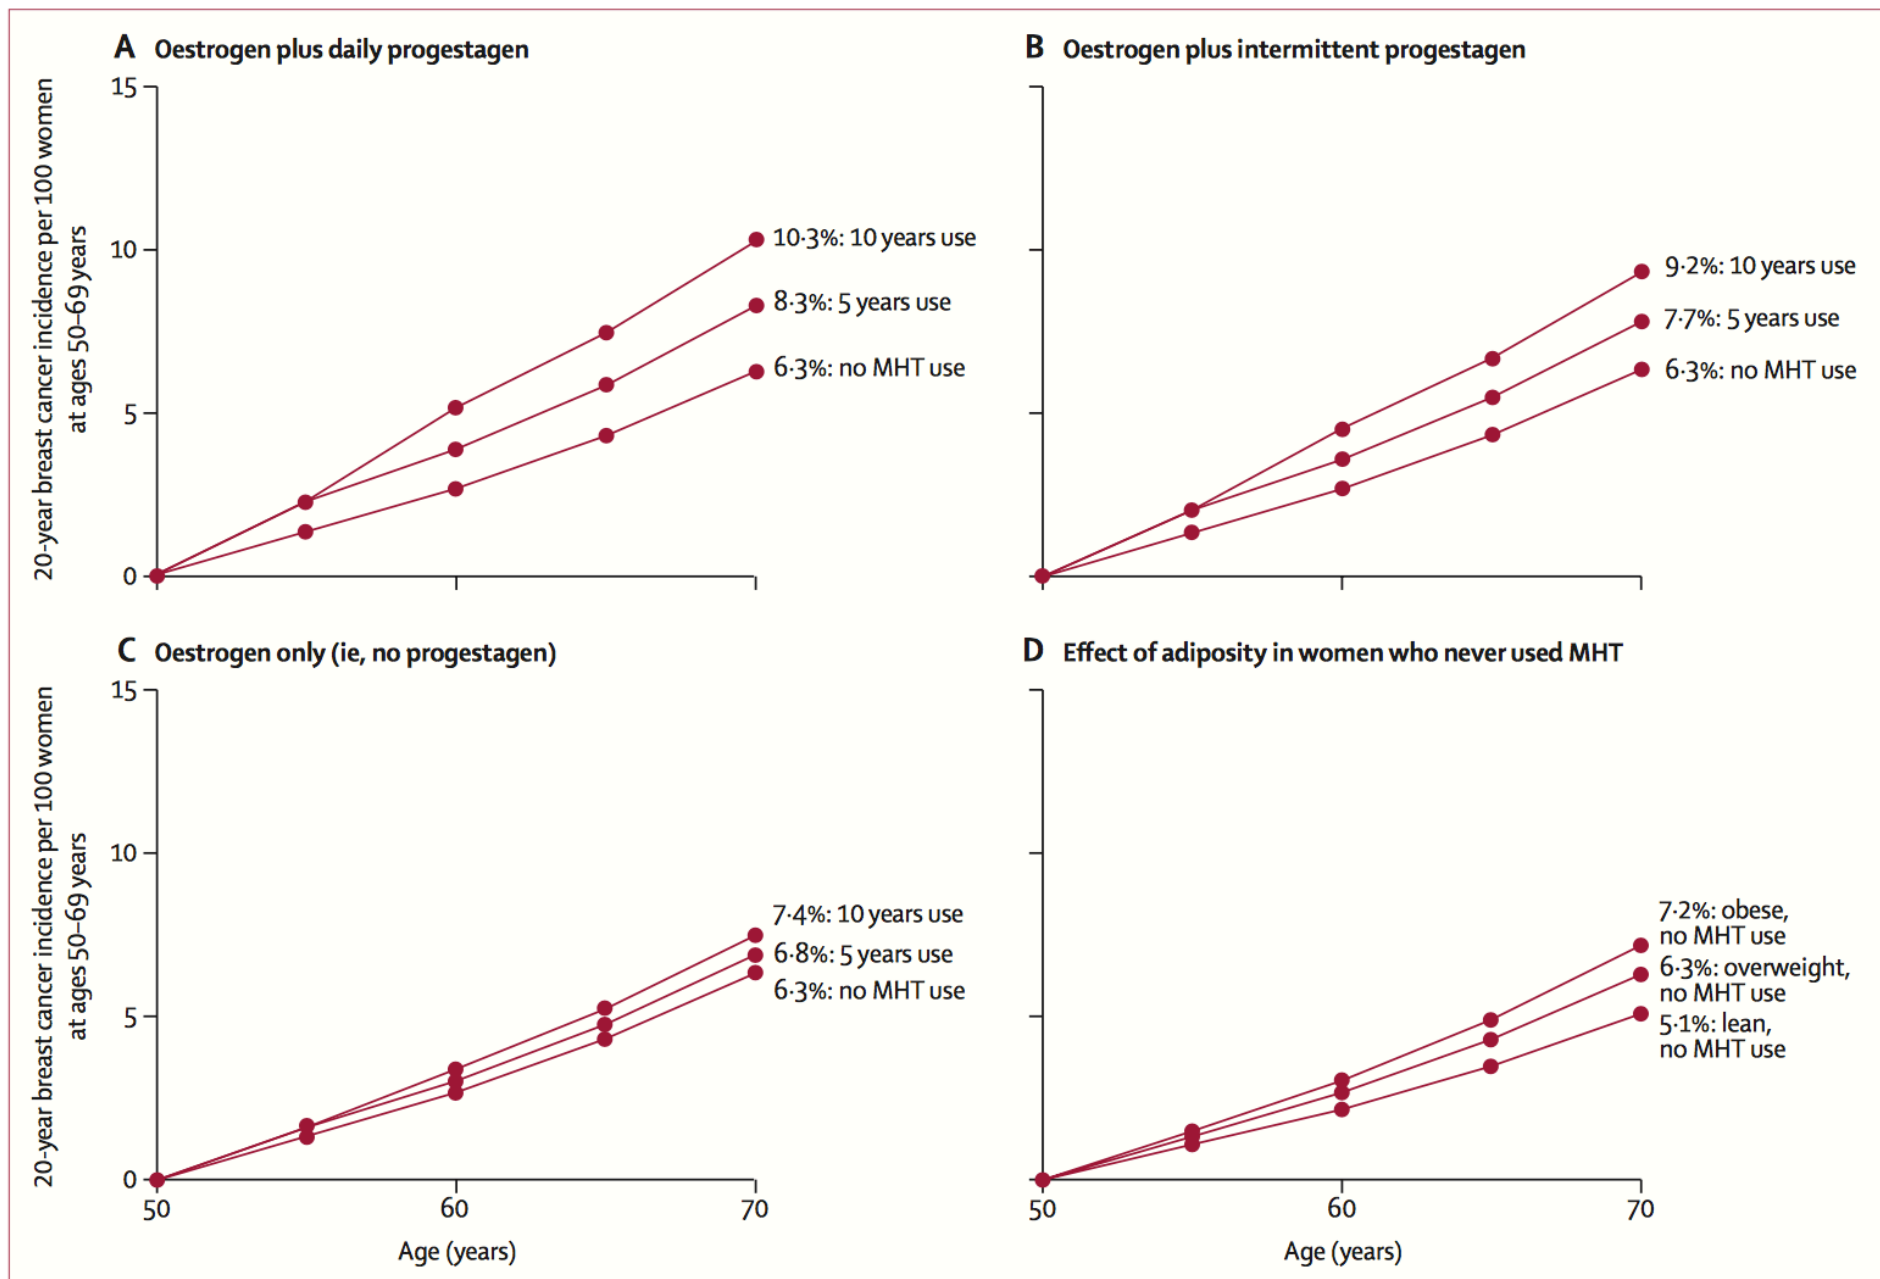 A Oestrogen plus daily progestagen
20-year breast cancer incidence per 100 women
at ages 50–69 years
15
10
5
0
10·3%: 10 years use
8·3%: 5 years use
6·3%: no MHT use
B Oestrogen plus intermittent progestagen
9·2%: 10 years use
7·7%: 5 years use
6·3%: no MHT use
C Oestrogen only (ie, no progestagen)
20-year breast cancer incidence per 100 women
at ages 50–69 years
15
10
5
0
7·4%: 10 years use
6·8%: 5 years use
6·3%: no MHT use
50
60
70
Age (years)
D Effect of adiposity in women who never used MHT
7·2%: obese,
no MHT use
6·3%: overweight,
no MHT use
5·1%: lean,
no MHT use
50
60
70
Age (years)